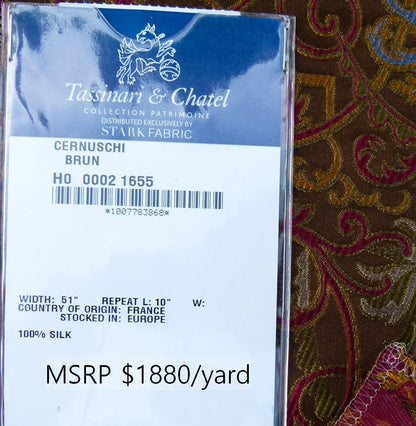 Tassinari & Chatel
COLLECTION PATRIMOINE
DISTRIBUTED EXCLUSIVELY BY
STARK FABRIC
CERNUSCHI
BRUN
H0 0002 1655
*1007783868*
WIDTH: 51" REPEAT L: 10" W:
COUNTRY OF ORIGIN: FRANCE
STOCKED IN: EUROPE
100% SILK
MSRP $1880/yard